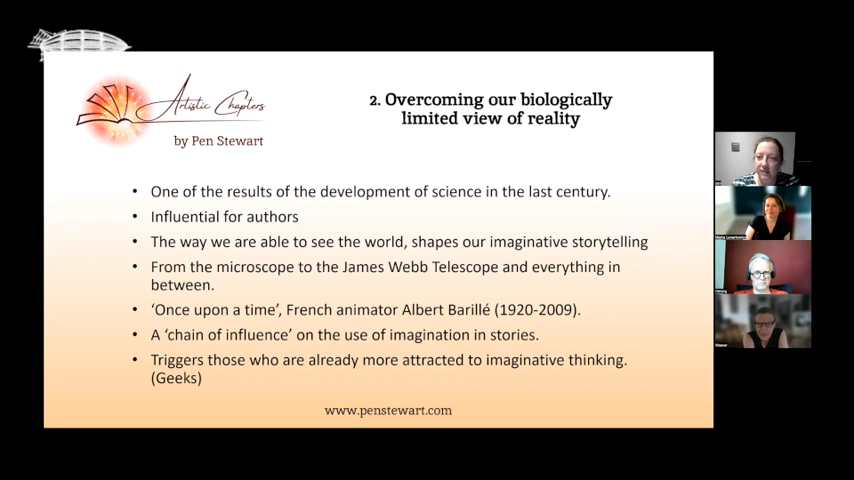 Artistic Chapters
by Pen Stewart
2. Overcoming our biologically
limited view of reality
• One of the results of the development of science in the last century.
• Influential for authors
• The way we are able to see the world, shapes our imaginative storytelling
• From the microscope to the James Webb Telescope and everything in
between.
• ‘Once upon a time’, French animator Albert Barillé (1920-2009).
• A ‘chain of influence’ on the use of imagination in stories.
• Triggers those who are already more attracted to imaginative thinking.
(Geeks)
www.penstewart.com